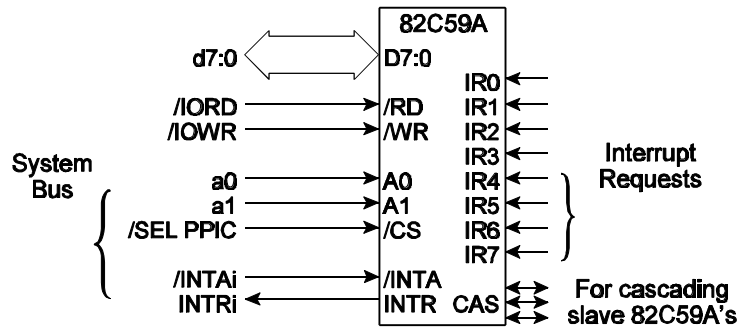 82C59A
d7:0 D7:0
IR0
/IORD /RD IR1
/IOWR /WR IR2
IR3
a0 A0 IR4
a1 A1 IR5
/SEL PPIC /CS IR6
IR7
/INTAi /INTA
INTRi INTR CAS
System
Bus
Interrupt
Requests
For cascading
slave 82C59A's